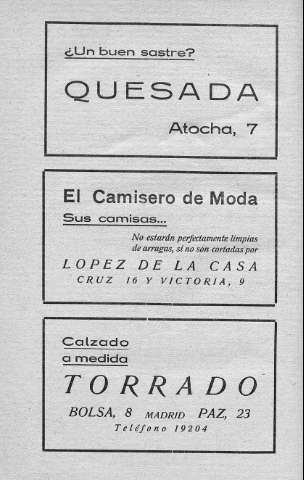 ¿Un buen sastre?
QUESADA
Atocha, 7
El Camisero de Moda
Sus camisas...
No estarán perfectamente limpias
de arrugas, si no son cortadas por
LOPEZ DE LA CASA
CRUZ 16 Y VICTORIA, 9
Calzado
a medida
TORRADO
BOLSA, 8 MADRID PAZ, 23
Teléfono 19204